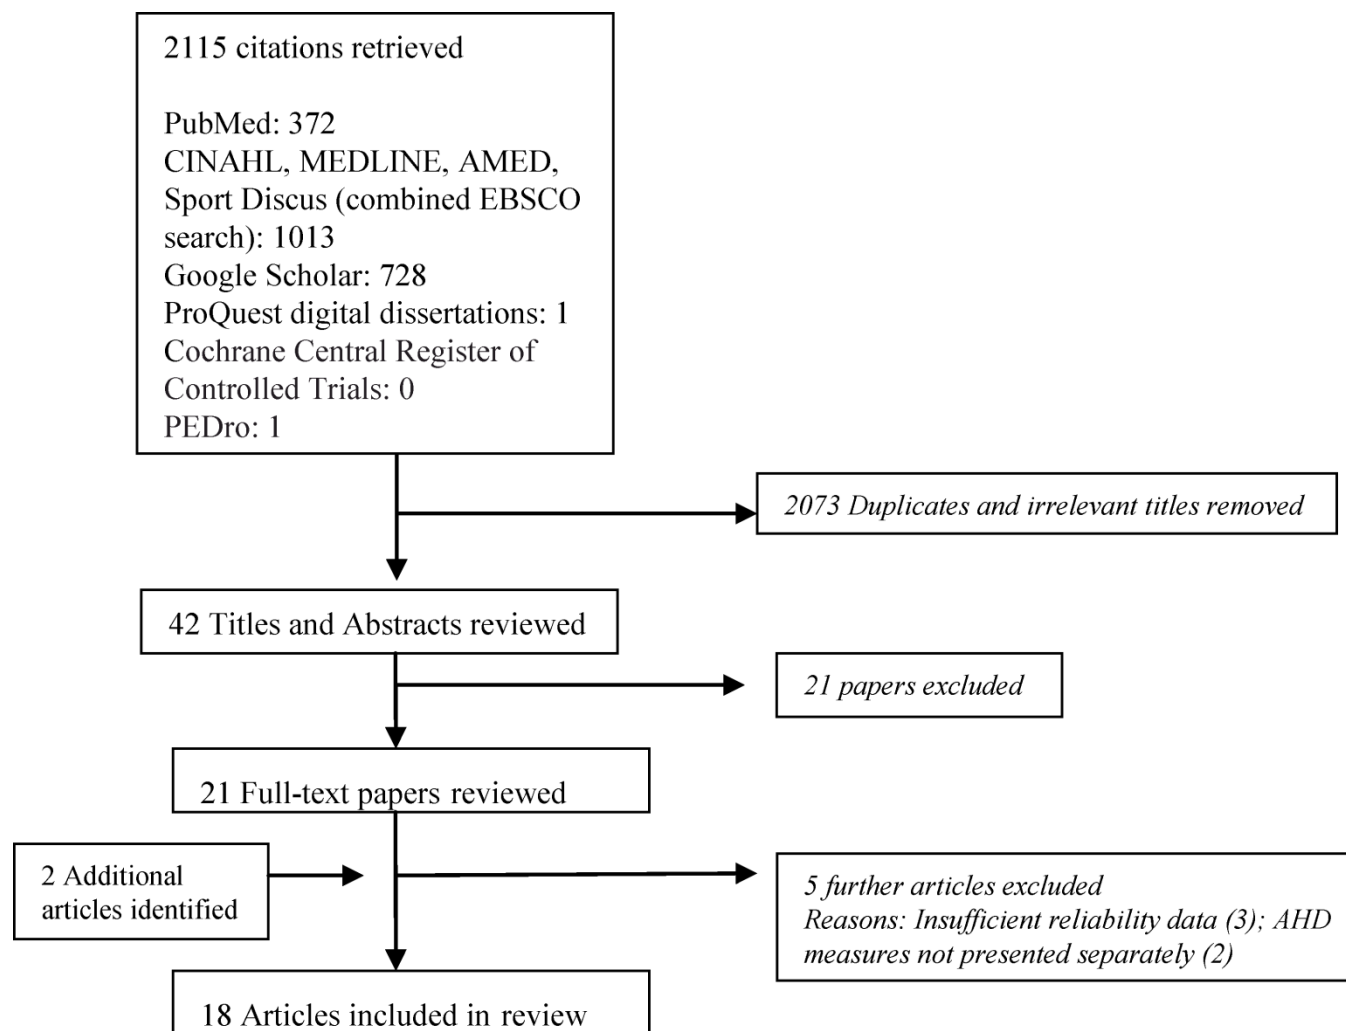 2115 citations retrieved
PubMed: 372
CINAHL, MEDLINE, AMED,
Sport Discus (combined EBSCO
search): 1013
Google Scholar: 728
ProQuest digital dissertations: 1
Cochrane Central Register of
Controlled Trials: 0
PEDro: 1
2073 Duplicates and irrelevant titles removed
42 Titles and Abstracts reviewed
21 papers excluded
21 Full-text papers reviewed
2 Additional
articles identified
5 further articles excluded
Reasons: Insufficient reliability data (3); AHD
measures not presented separately (2)
18 Articles included in review